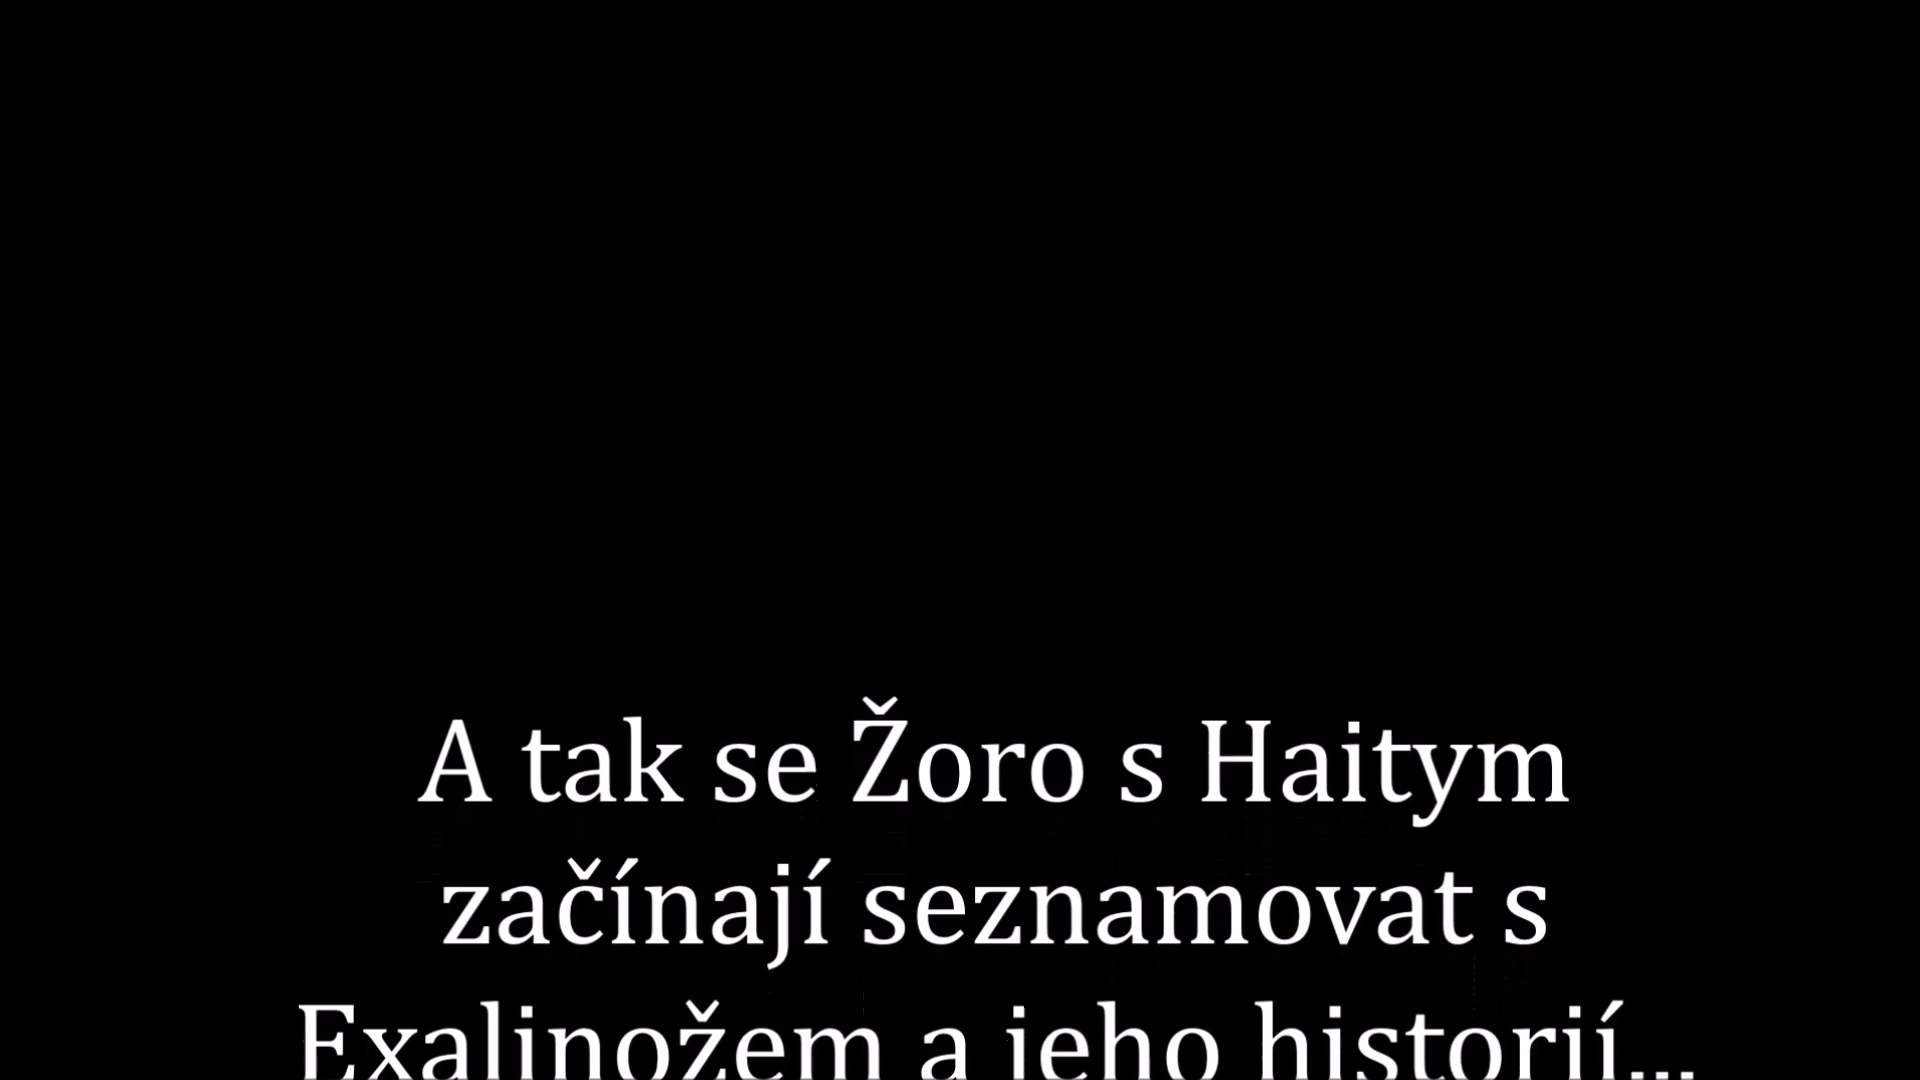 A tak se Žoro s Haitym
začínají seznamovat s
Exalinožem a jeho historií...